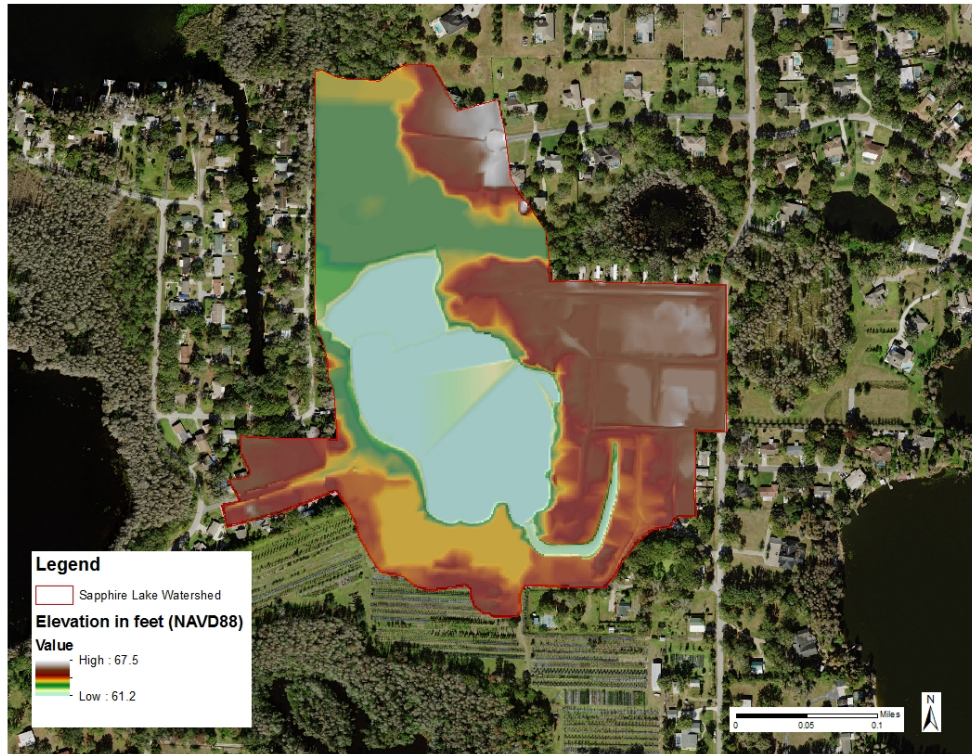 Legend
Sapphire Lake Watershed
Elevation in feet (NAVD88)
Value
High : 67.5
Low : 61.2
N
Miles
0 0.05 0.1